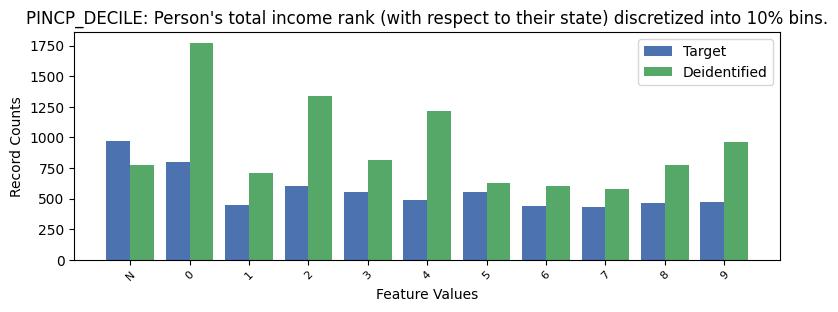 PINCP_DECILE: Person's total income rank (with respect to their state) discretized into 10% bins.
Target
Deidentified
Record Counts
1750
1500
1250
1000
750
500
250
0
N 0 1 2 3 4 5 6 7 8 9
Feature Values